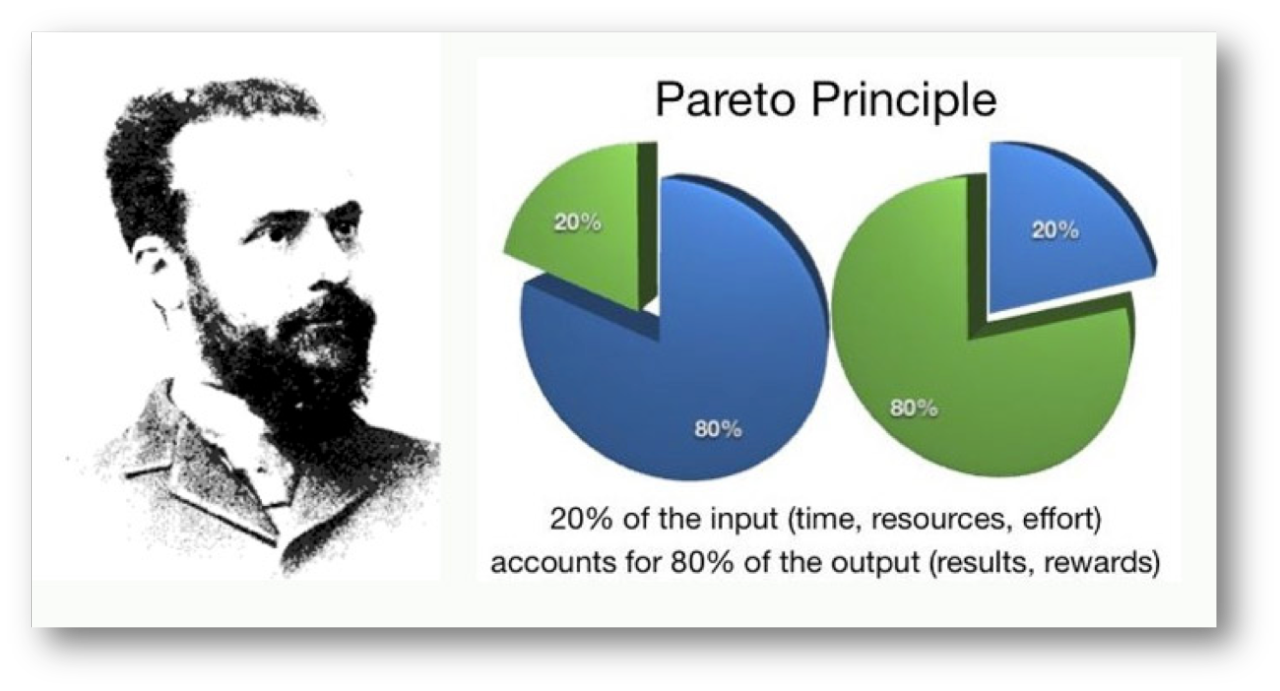 Pareto Principle
20%
80%
20%
80%
20% of the input (time, resources, effort)
accounts for 80% of the output (results, rewards)